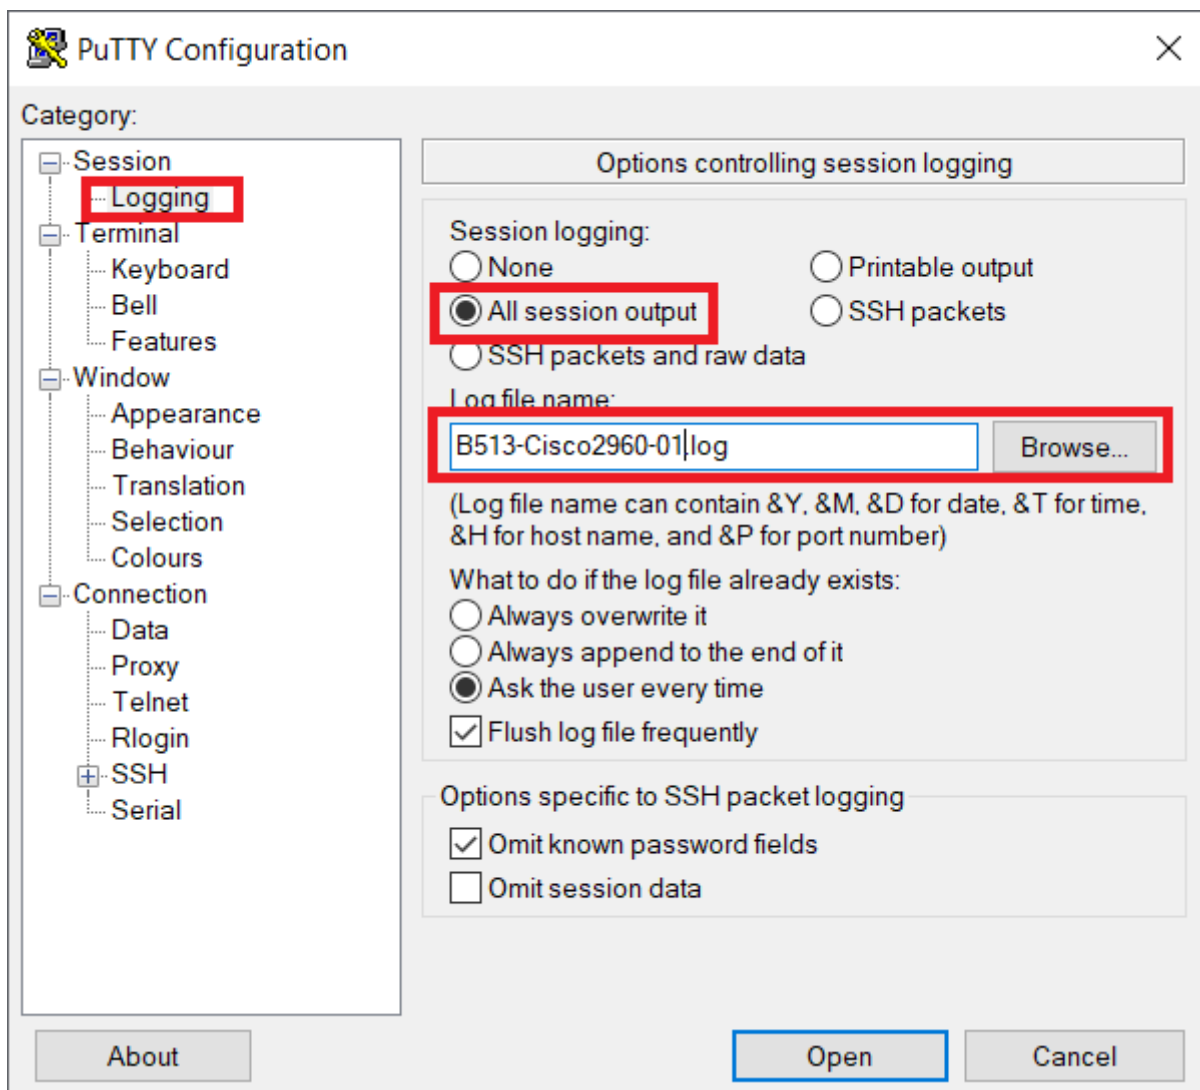 PuTTY Configuration
Category:
Session
Logging
Terminal
Keyboard
Bell
Features
Window
Appearance
Behaviour
Translation
Selection
Colours
Connection
Data
Proxy
Telnet
Rlogin
SSH
Serial
Options controlling session logging
Session logging:
None
Printable output
All session output
SSH packets
SSH packets and raw data
Log file name:
B513-Cisco2960-01.log
Browse...
(Log file name can contain &Y, &M, &D for date, &T for time,
&H for host name, and &P for port number)
What to do if the log file already exists:
Always overwrite it
Always append to the end of it
Ask the user every time
Flush log file frequently
Options specific to SSH packet logging
Omit known password fields
Omit session data
About
Open
Cancel